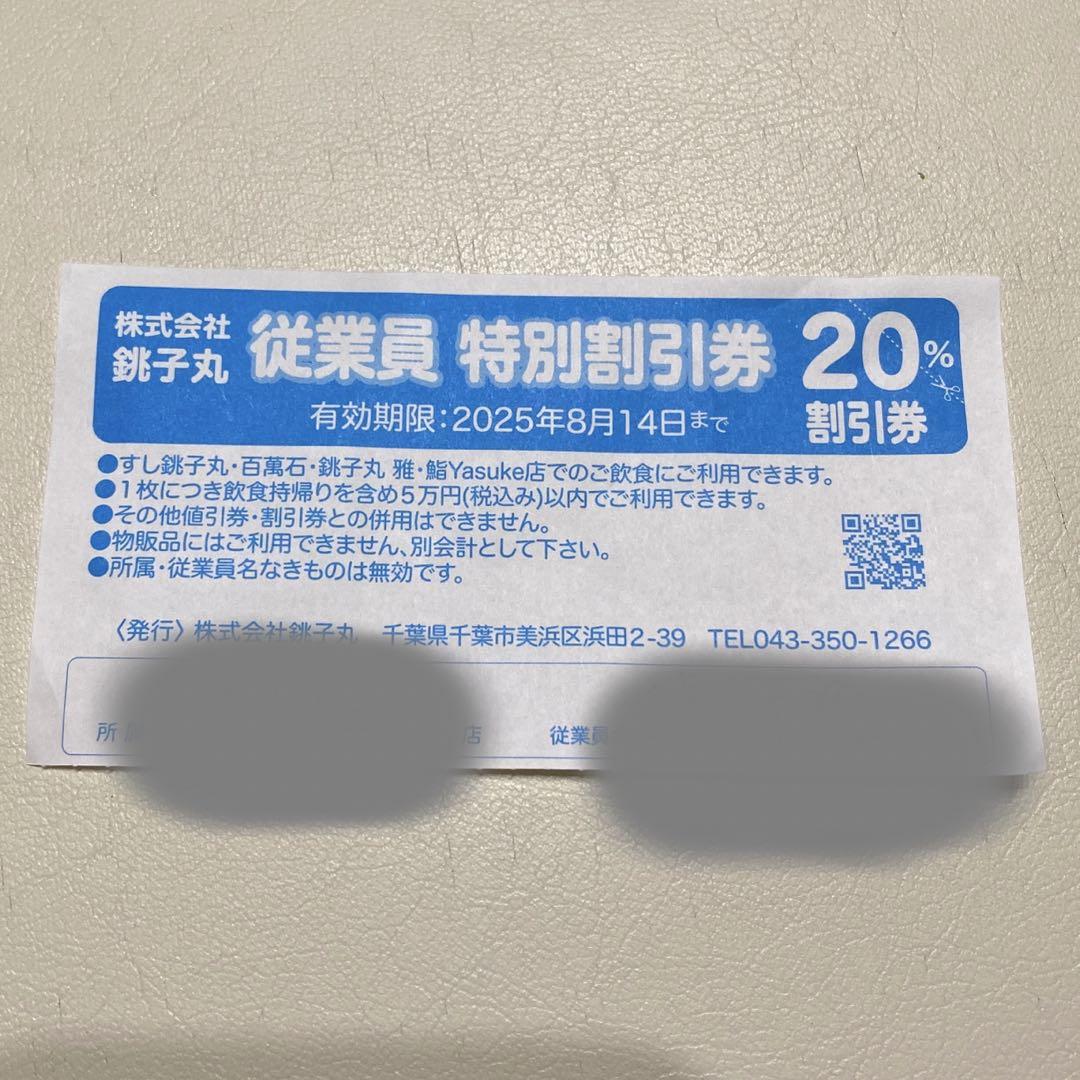 株式会社
銚子丸
従業員 特別割引券
20%
割引券
有効期限:2025年8月14日まで
●すし銚子丸・百萬石・銚子丸 雅・鮨Yasuke店でのご飲食にご利用できます。
●1枚につき飲食持帰りを含め5万円(税込み)以内でご利用できます。
●その他値引券・割引券との併用はできません。
●物販品にはご利用できません、別会計として下さい。
●所属・従業員名なきものは無効です。
〈発行〉株式会社銚子丸 千葉県千葉市美浜区浜田2-39 TEL043-350-1266
所 店 従業員